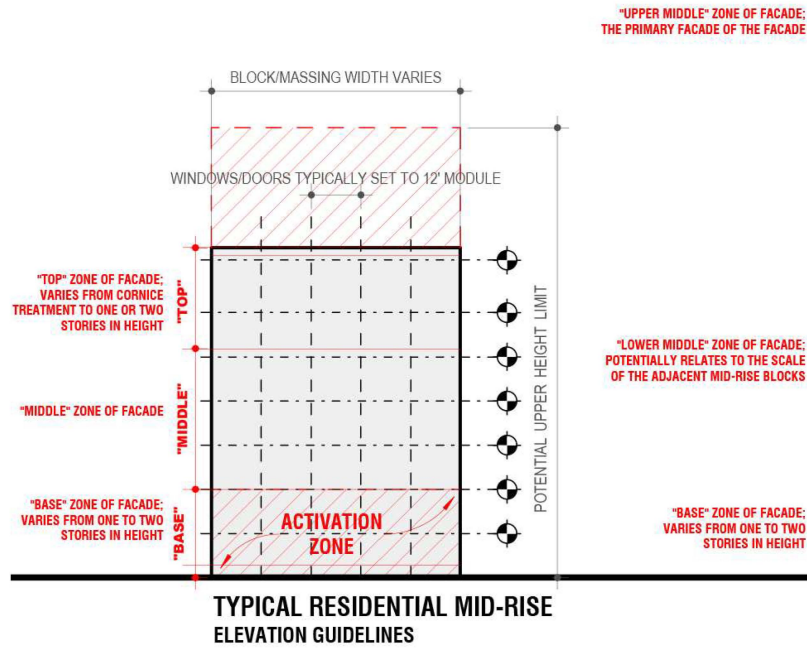 "UPPER MIDDLE" ZONE OF FACADE;
THE PRIMARY FACADE OF THE FACADE
BLOCK/MASSING WIDTH VARIES
WINDOWS/DOORS TYPICALLY SET TO 12' MODULE
"TOP" ZONE OF FACADE;
VARIES FROM CORNICE
TREATMENT TO ONE OR TWO
STORIES IN HEIGHT
"TOP"
"MIDDLE" ZONE OF FACADE
"MIDDLE"
"BASE" ZONE OF FACADE;
VARIES FROM ONE TO TWO
STORIES IN HEIGHT
"BASE"
ACTIVATION
ZONE
POTENTIAL UPPER HEIGHT LIMIT
"LOWER MIDDLE" ZONE OF FACADE;
POTENTIALLY RELATES TO THE SCALE
OF THE ADJACENT MID-RISE BLOCKS
"BASE" ZONE OF FACADE;
VARIES FROM ONE TO TWO
STORIES IN HEIGHT
TYPICAL RESIDENTIAL MID-RISE
ELEVATION GUIDELINES